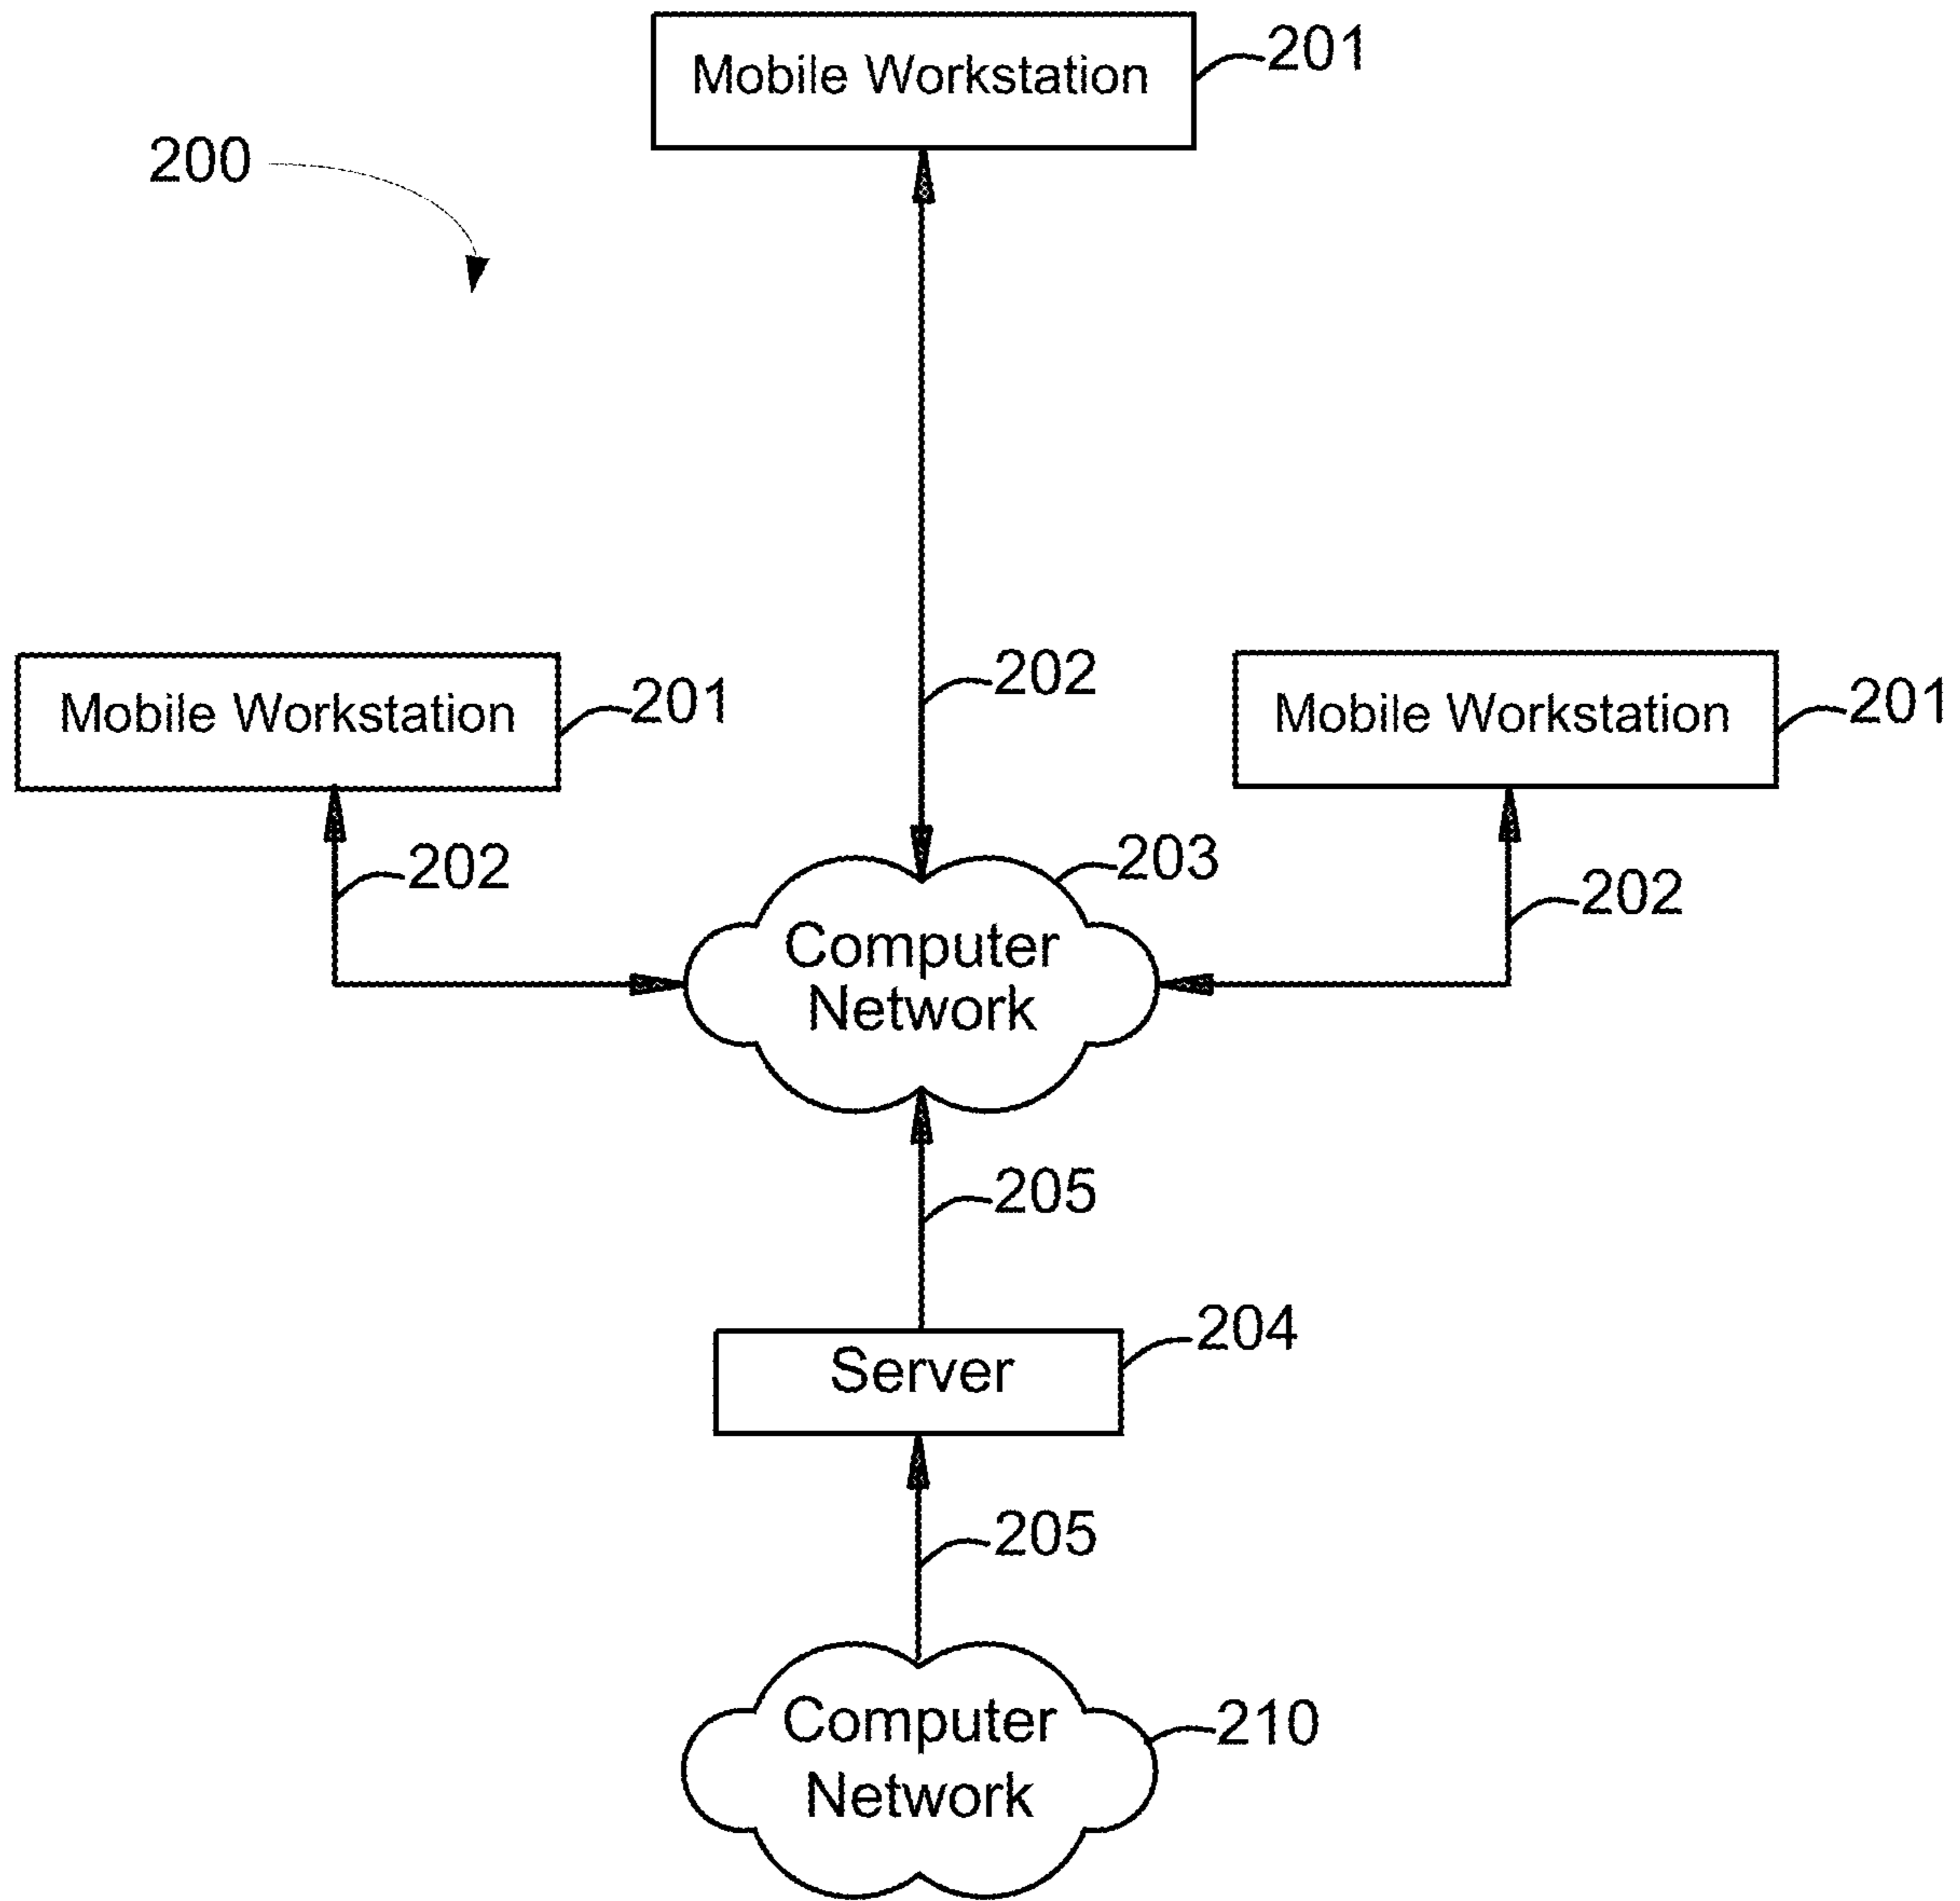 Mobile Workstation
201
200
202
Mobile Workstation
201
Mobile Workstation
201
202
203
202
Computer
Network
205
204
Server
205
Computer
Network
210